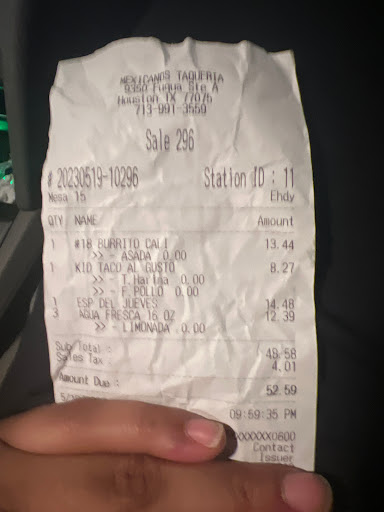 MEXICANOS TAQUERIA
9350 Fuqua Ste A
Houston TX 77075
713-991-3559
Sale 296
# 20230519-10296 Station ID : 11
Mesa 15 Ehdy
QTY NAME Amount
1 #18 BURRITO CALI 13.44
>> - ASADA 0.00
1 KID TACO AL GUSTO 8.27
>> - T.Harina 0.00
>> - F.POLLO 0.00
1 ESP DEL JUEVES 14.48
3 AGUA FRESCA 16 OZ 12.39
>> - LIMONADA 0.00
Sub Total : 48.58
Sales Tax : 4.01
Amount Due : 52.59
09:59:35 PM
XXXXXX0600
Contact
Issuer